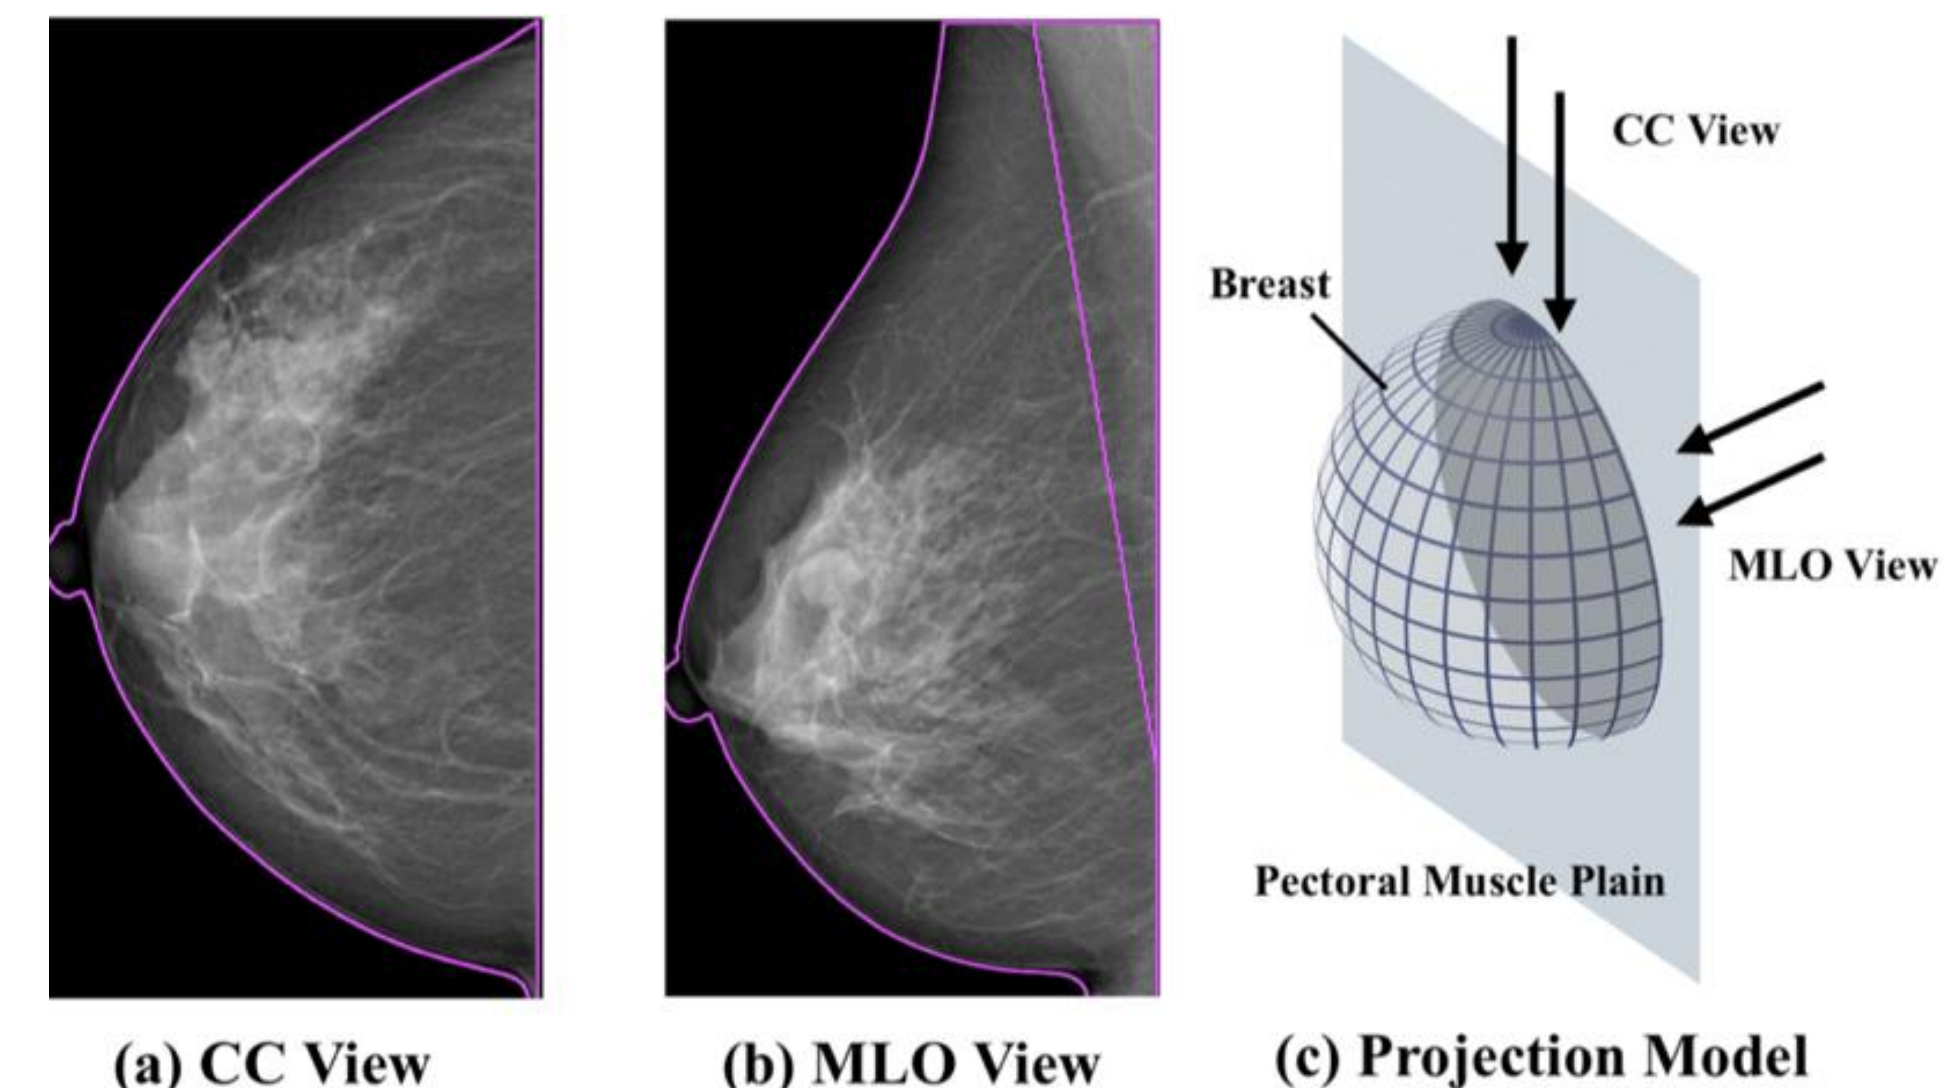 CC View
Breast
MLO View
Pectoral Muscle Plain
(a) CC View
(b) MLO View
(c) Projection Model